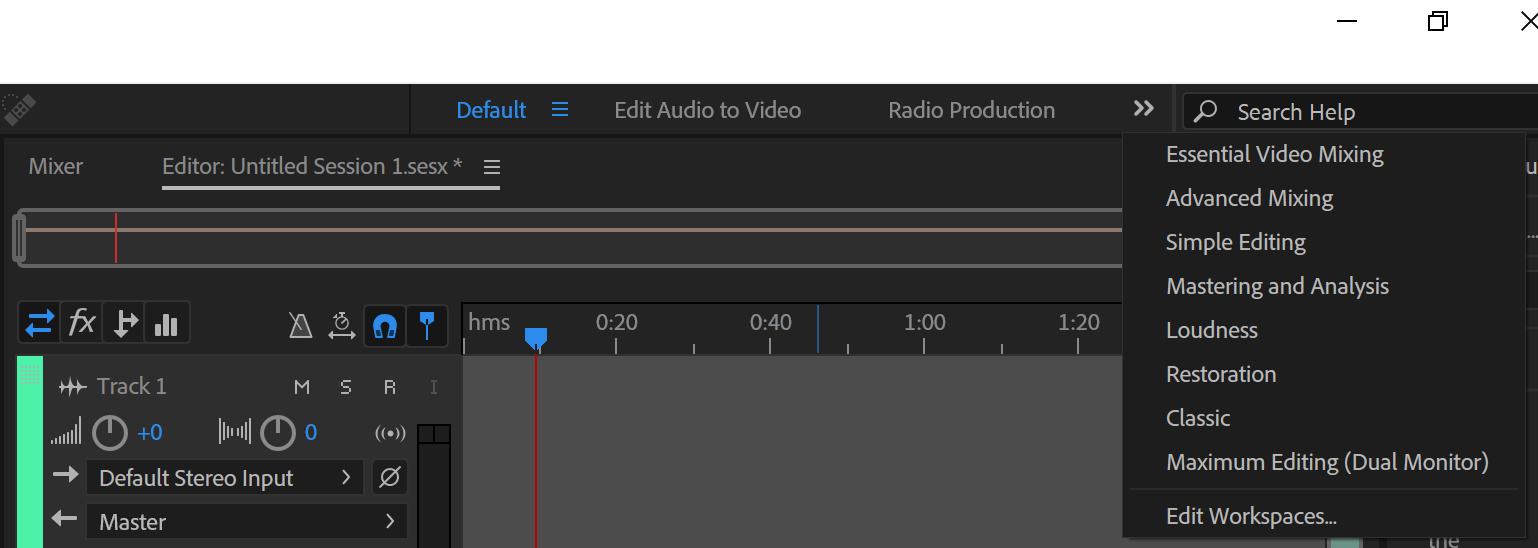 Default
Edit Audio to Video
Radio Production
Search Help
Essential Video Mixing
Advanced Mixing
Simple Editing
Mastering and Analysis
Loudness
Restoration
Classic
Maximum Editing (Dual Monitor)
Edit Workspaces...
Mixer
Editor: Untitled Session 1.sesx *
fx
hms 0:20 0:40 1:00 1:20
Track 1 M S R I
+0 0
Default Stereo Input
Master
the